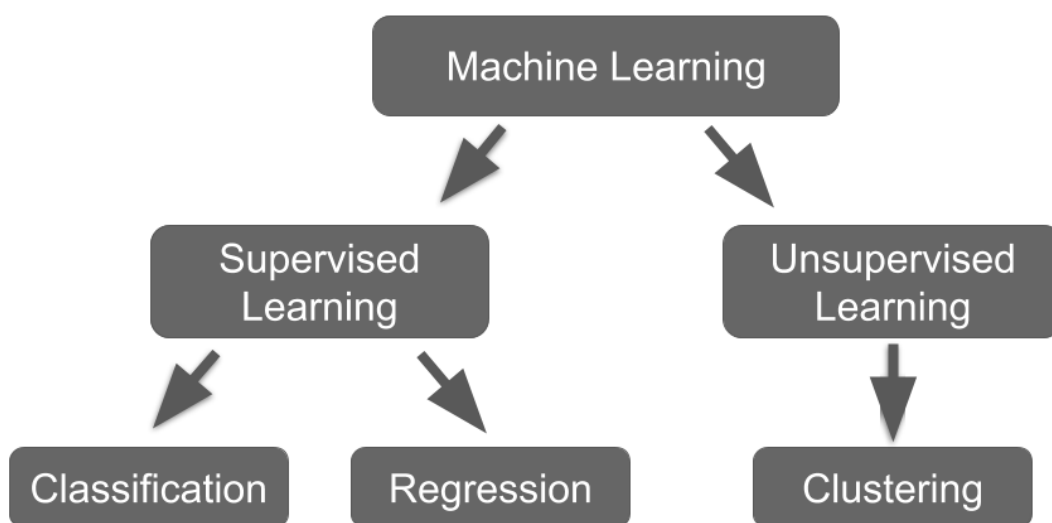 Machine Learning
Supervised
Learning
Unsupervised
Learning
Classification
Regression
Clustering